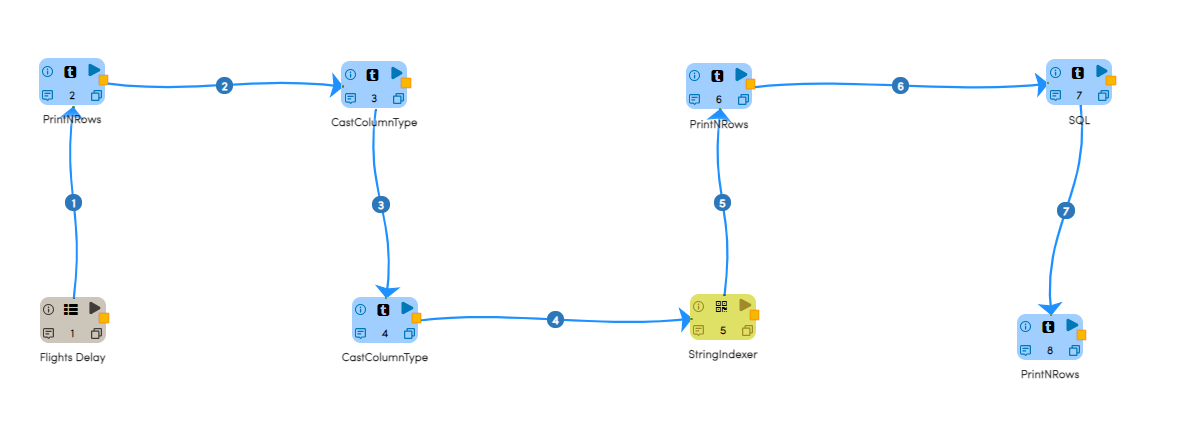 2
PrintNRows
2
3
CastColumnType
6
PrintNRows
6
7
SQL
1
3
5
7
1
Flights Delay
4
CastColumnType
4
5
StringIndexer
8
PrintNRows